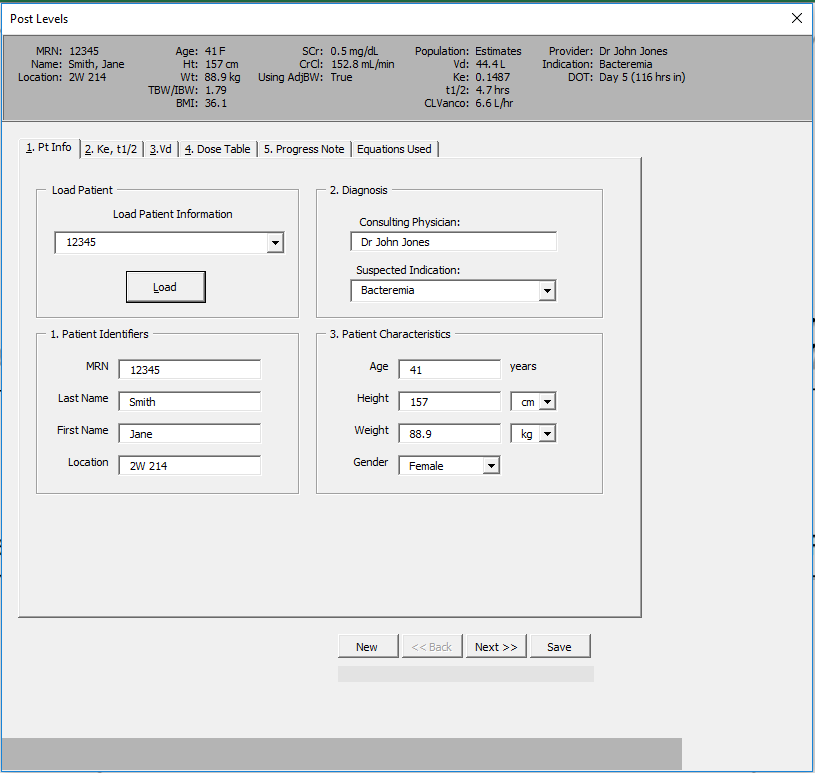 Post Levels
MRN: 12345 Age: 41 F SCr: 0.5 mg/dL Population: Estimates Provider: Dr John Jones
Name: Smith, Jane Ht: 157 cm CrCl: 152.8 mL/min Vd: 44.4 L Indication: Bacteremia
Location: 2W 214 Wt: 88.9 kg Using AdjBW: True Ke: 0.1487 DOT: Day 5 (116 hrs in)
TBW/IBW: 1.79 t1/2: 4.7 hrs
BMI: 36.1 CLVanco: 6.6 L/hr
1. Pt Info 2. Ke, t1/2 3.Vd 4. Dose Table 5. Progress Note Equations Used
Load Patient
Load Patient Information
12345
Load
2. Diagnosis
Consulting Physician:
Dr John Jones
Suspected Indication:
Bacteremia
1. Patient Identifiers
MRN 12345
Last Name Smith
First Name Jane
Location 2W 214
3. Patient Characteristics
Age 41 years
Height 157 cm
Weight 88.9 kg
Gender Female
New << Back Next >> Save